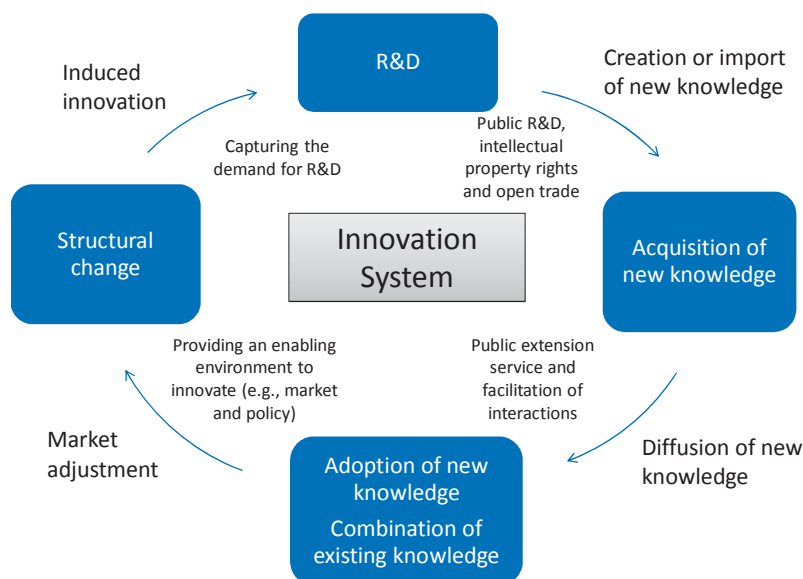 R&D
Creation or import
of new knowledge
Induced
innovation
Capturing the
demand for R&D
Public R&D,
intellectual
property rights
and open trade
Structural
change
Innovation
System
Acquisition of
new knowledge
Providing an enabling
environment to
innovate (e.g., market
and policy)
Public extension
service and
facilitation of
interactions
Market
adjustment
Adoption of new
knowledge
Combination of
existing knowledge
Diffusion of new
knowledge